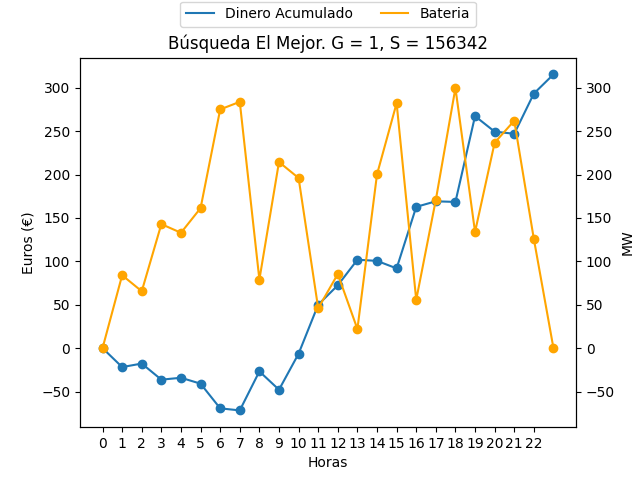 Dinero Acumulado Bateria
Búsqueda El Mejor. G = 1, S = 156342
300 300
250 250
200 200
150 150
100 100
50 50
0 0
−50 −50
Euros (€)
MW
0 1 2 3 4 5 6 7 8 9 10 11 12 13 14 15 16 17 18 19 20 21 22
Horas